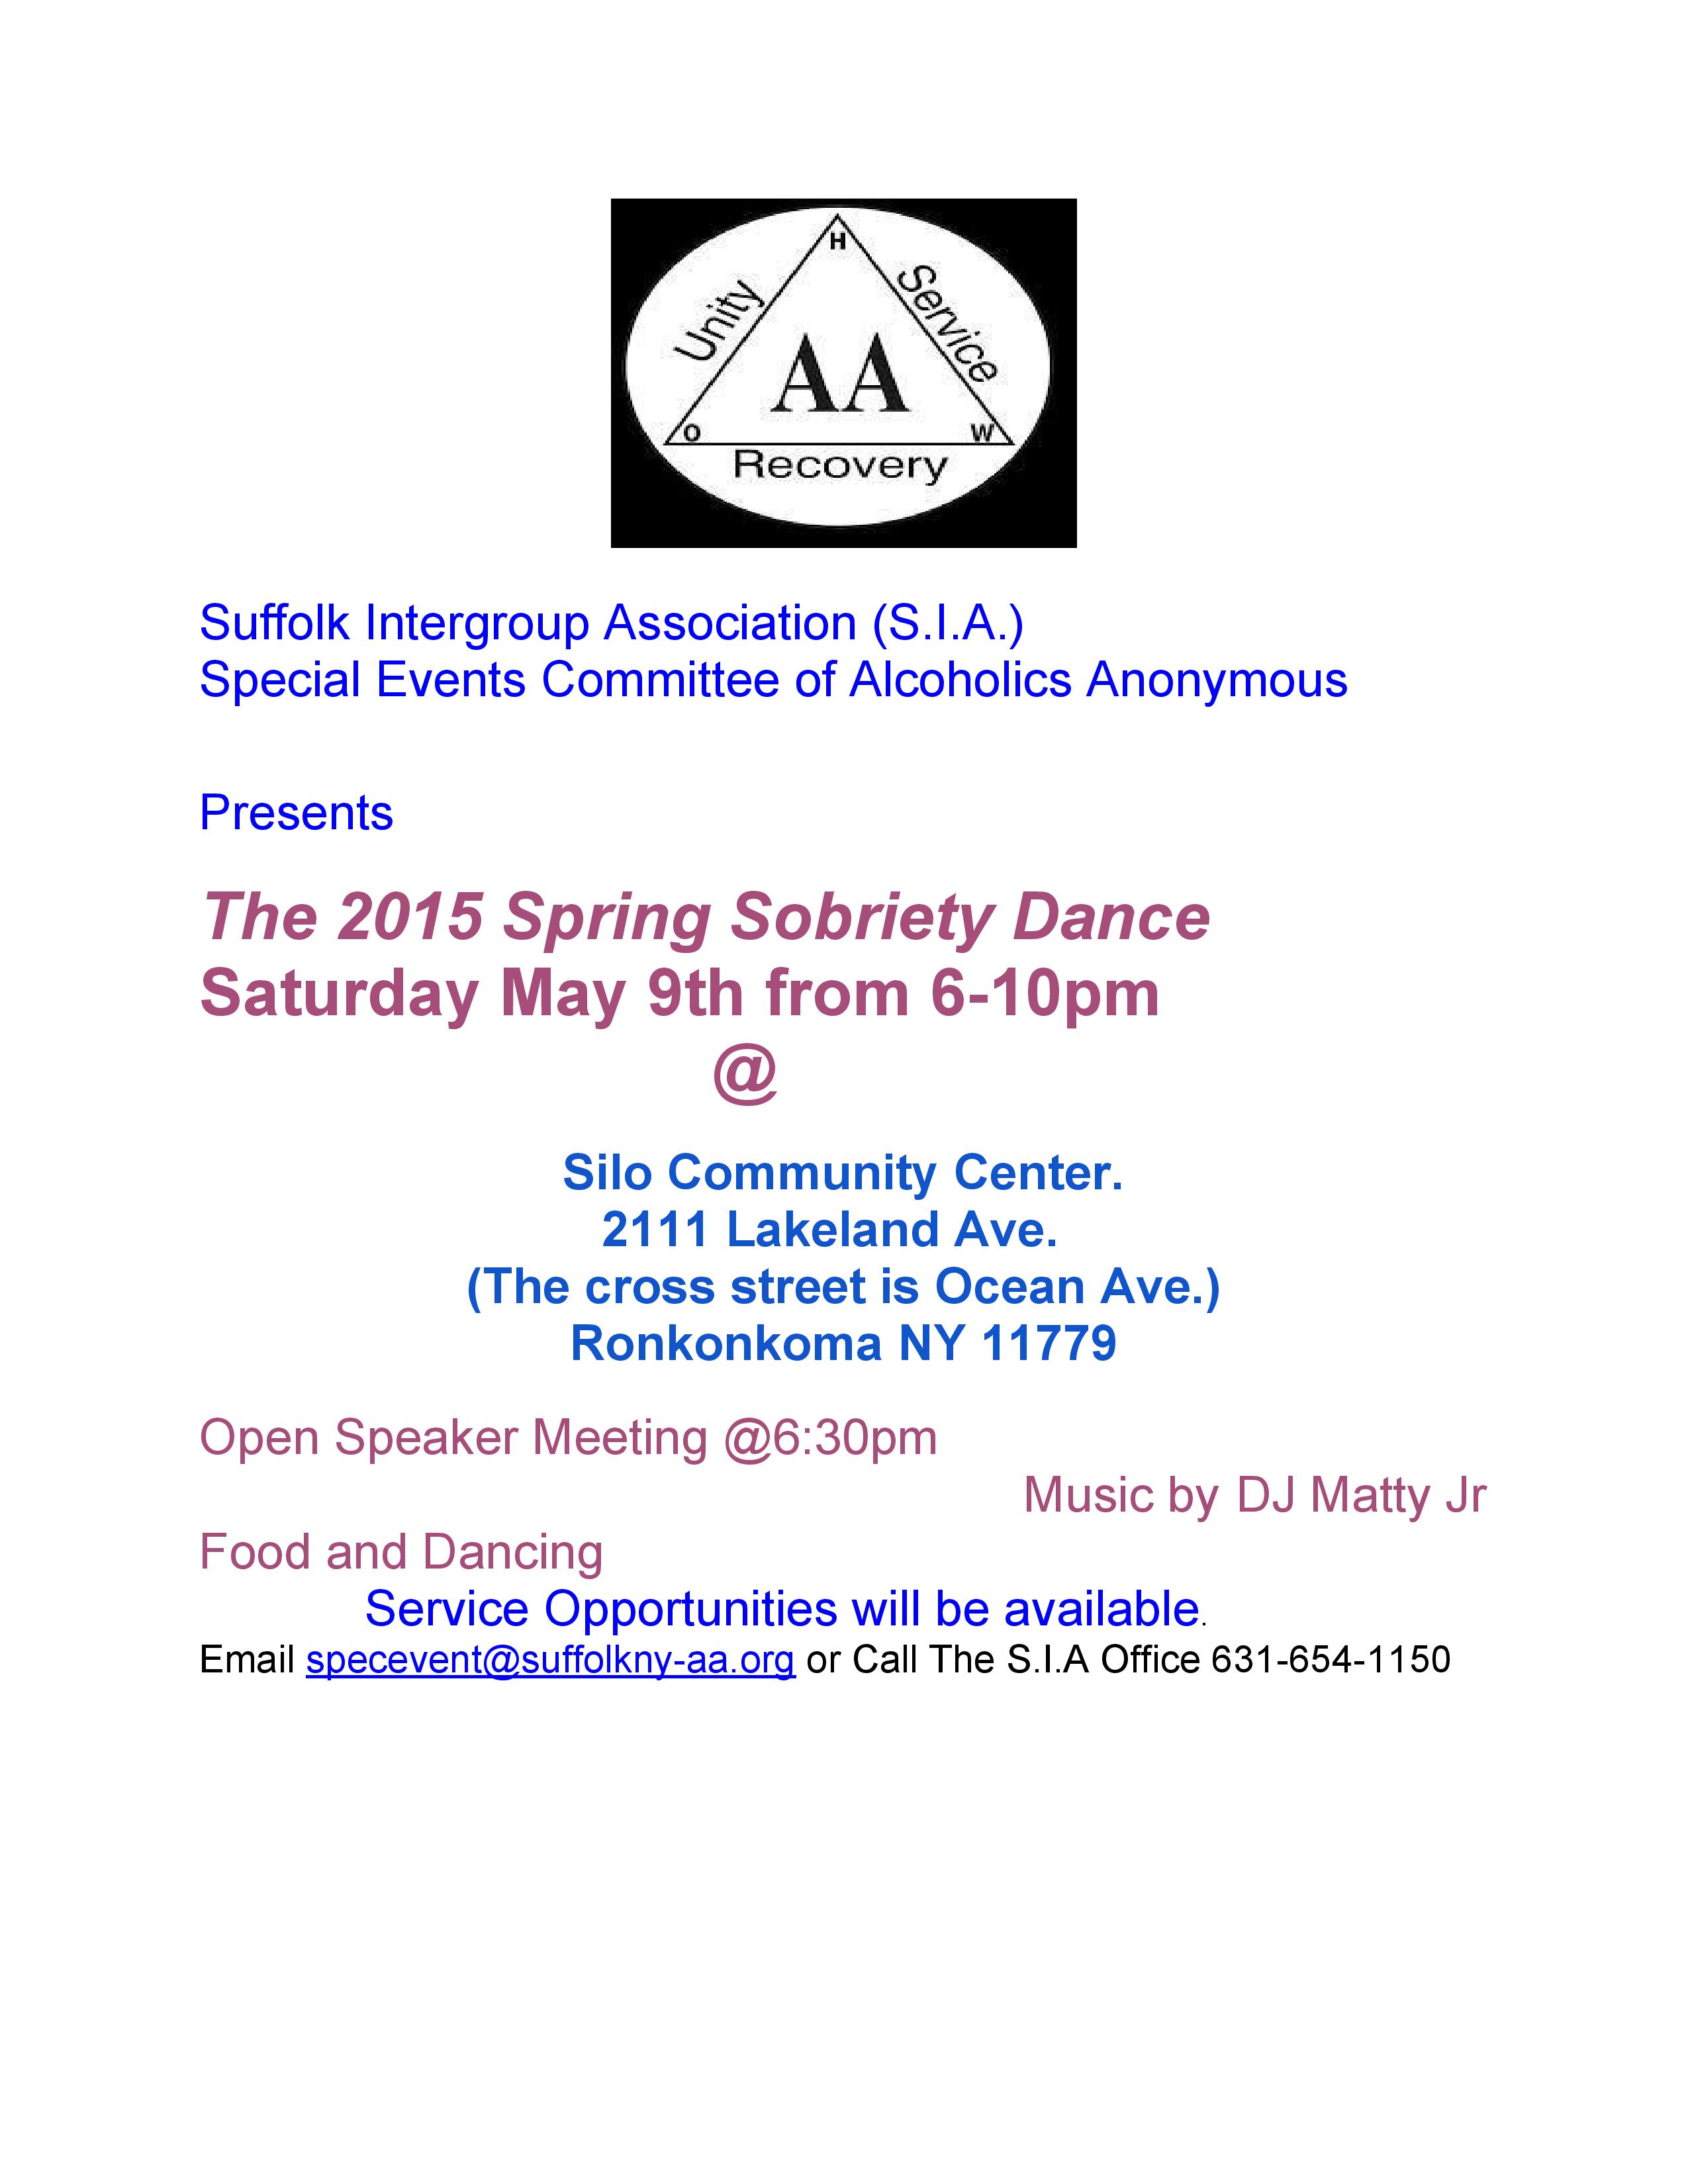 H
Unity
Service
AA
O
W
Recovery
Suffolk Intergroup Association (S.I.A.)
Special Events Committee of Alcoholics Anonymous
Presents
The 2015 Spring Sobriety Dance
Saturday May 9th from 6-10pm
@
Silo Community Center.
2111 Lakeland Ave.
(The cross street is Ocean Ave.)
Ronkonkoma NY 11779
Open Speaker Meeting @6:30pm
Music by DJ Matty Jr
Food and Dancing
Service Opportunities will be available.
Email specevent@suffolkny-aa.org or Call The S.I.A Office 631-654-1150